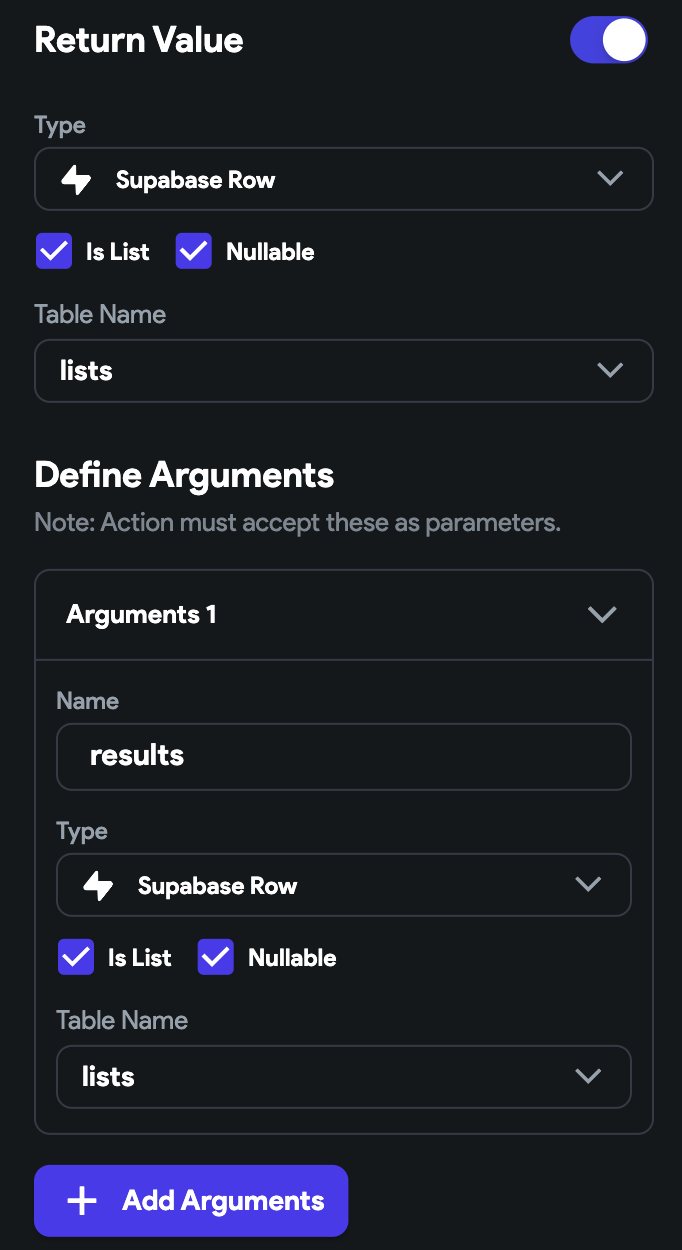 Return Value
Type
Supabase Row
Is List Nullable
Table Name
lists
Define Arguments
Note: Action must accept these as parameters.
Arguments 1
Name
results
Type
Supabase Row
Is List Nullable
Table Name
lists
Add Arguments